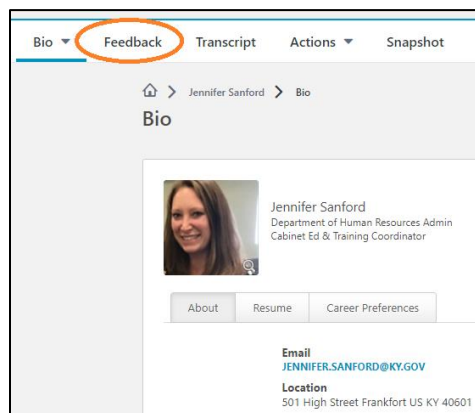 Bio Feedback Transcript Actions Snapshot
Jennifer Sanford Bio
Bio
Jennifer Sanford
Department of Human Resources Admin
Cabinet Ed & Training Coordinator
About Resume Career Preferences
Email
JENNIFER.SANFORD@KY.GOV
Location
501 High Street Frankfort US KY 40601